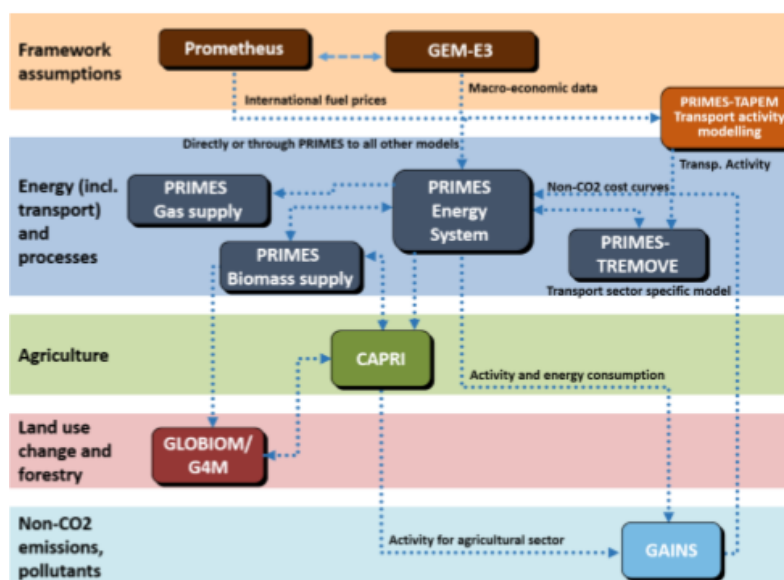 Framework
assumptions
Prometheus
GEM-E3
International fuel prices
Macro-economic data
PRIMES-TAPEM
Transport activity
modelling
Directly or through PRIMES to all other models
Transp. Activity
Energy (incl.
transport) and
processes
PRIMES
Gas supply
PRIMES
Energy
System
Non-CO2 cost curves
PRIMES
Biomass supply
PRIMES-
TREMOVE
Transport sector specific model
Agriculture
CAPRI
Activity and energy consumption
Land use
change and
forestry
GLOBIOM/
G4M
Non-CO2
emissions,
pollutants
Activity for agricultural sector
GAINS